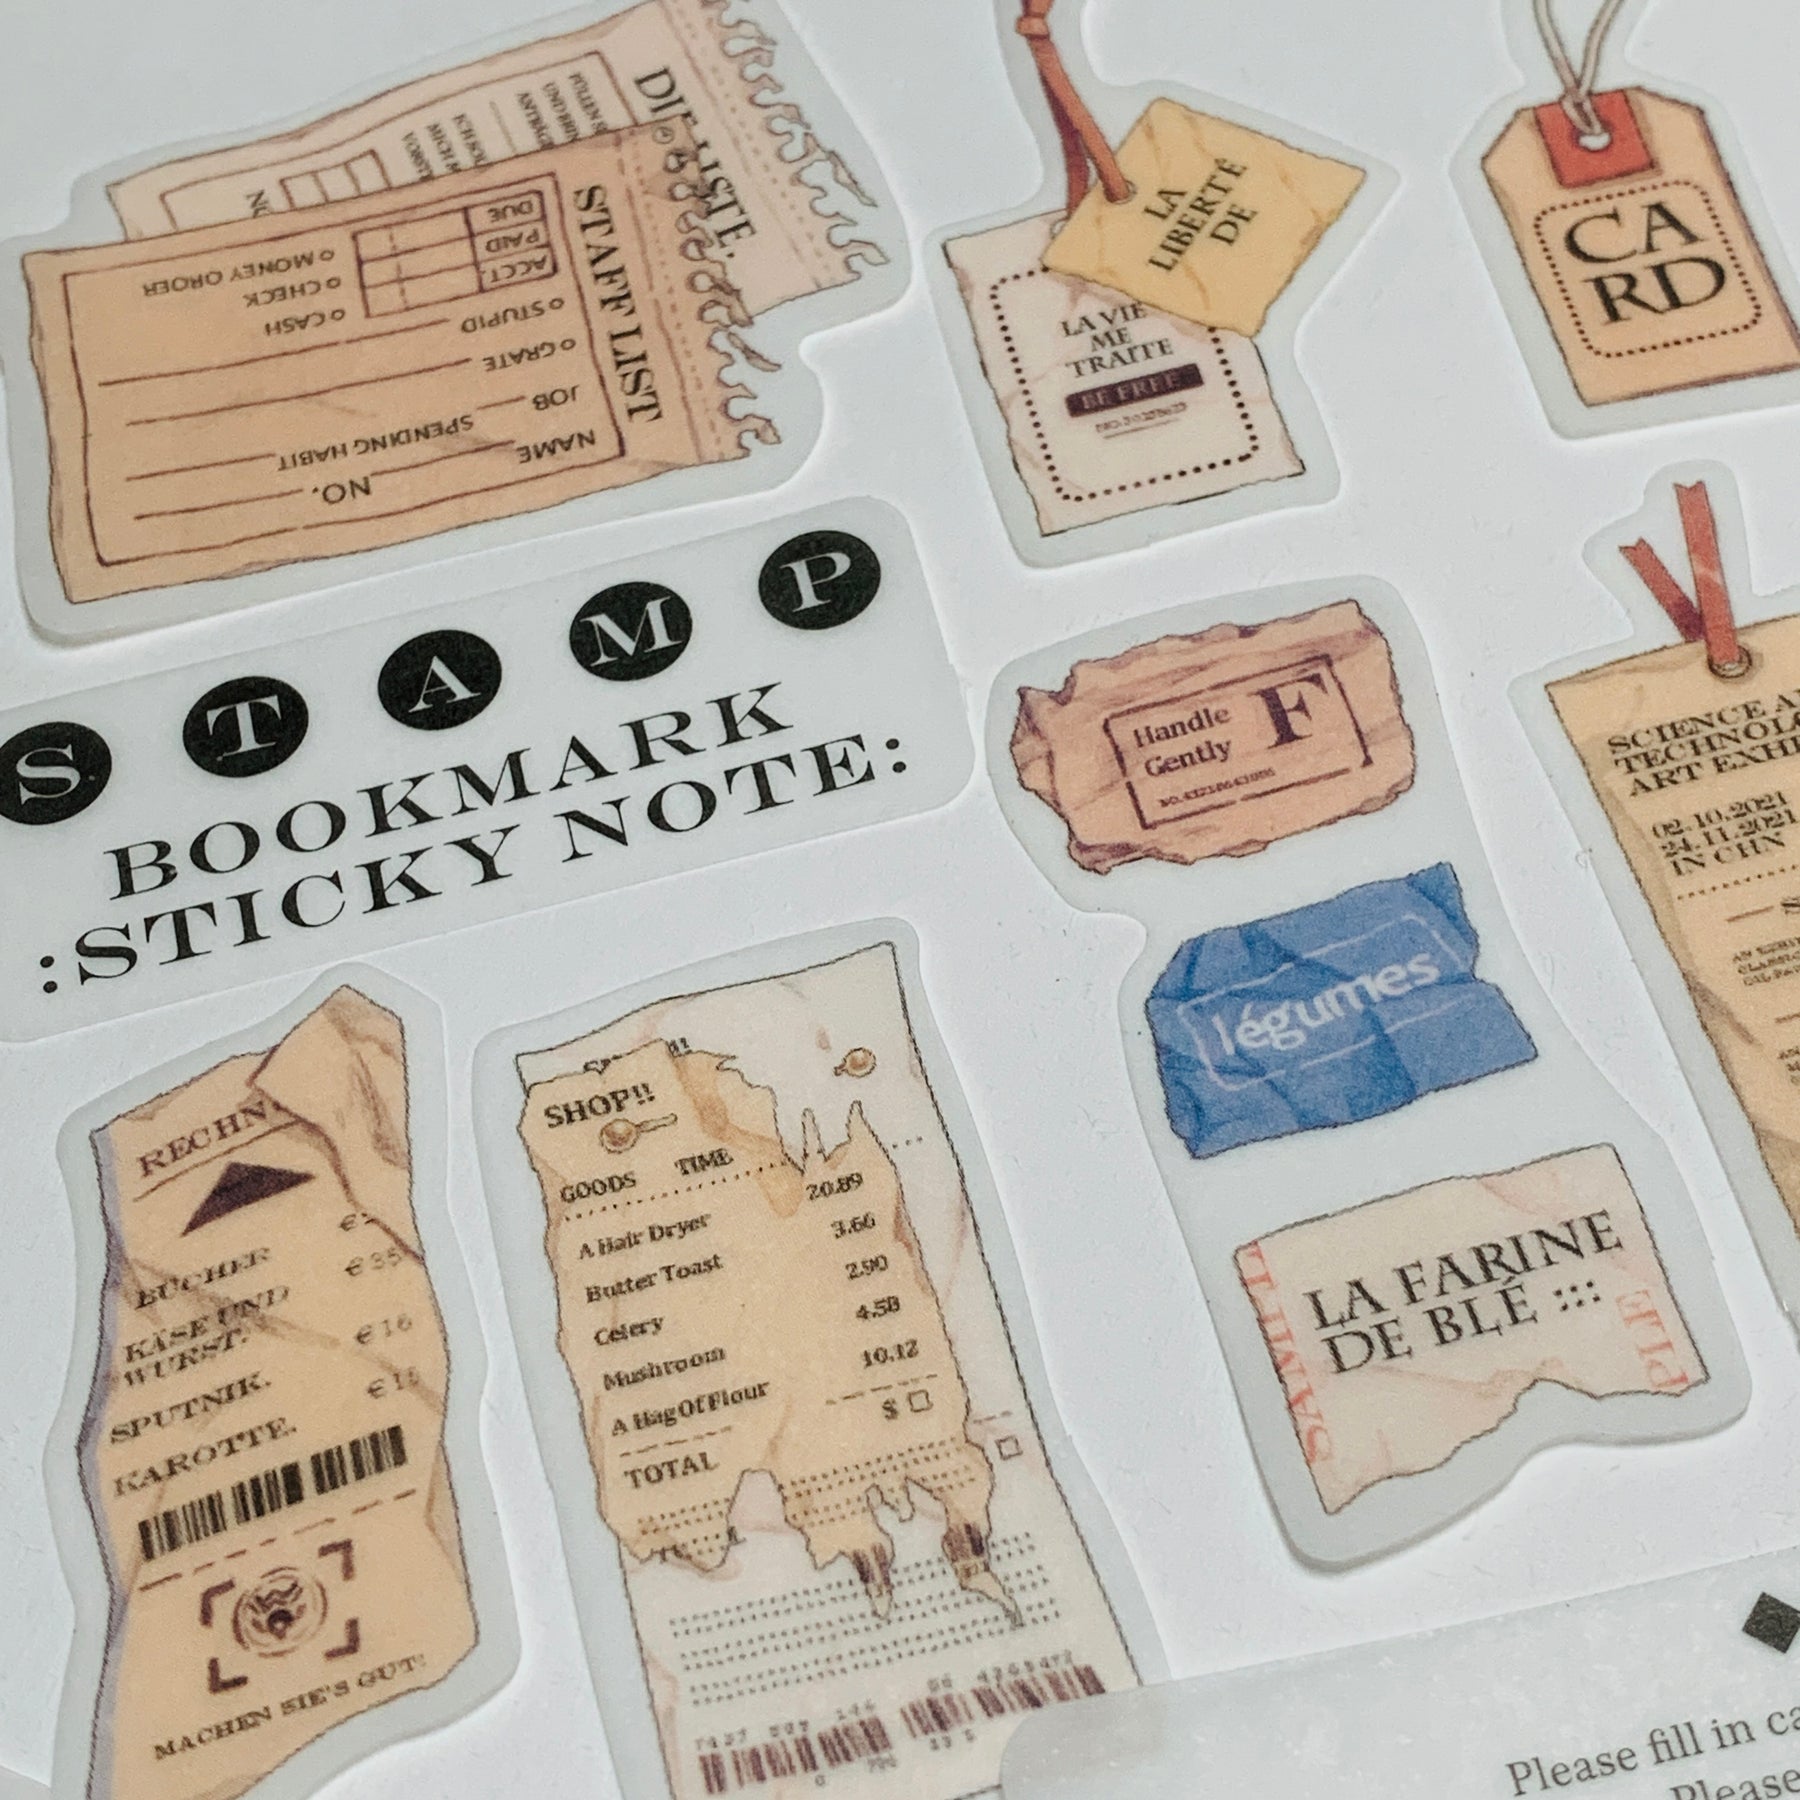 DIE LISTE.
STAFF LIST
NAME
NO.
JOB
SPENDING HABIT
GRATE
STUPID
ACCT.
PAID
DUE
CASH
CHECK
MONEY ORDER
LA
LIBERTÉ
DE
LA VIE
ME
TRAITE
BE FREE
CA
RD
S T A M P
BOOKMARK
:STICKY NOTE:
Handle
Gently
F
légumes
LA FARINE
DE BLÉ :::
SCIENCE
ART
02.10.2021
24.11.2021
IN CHN
BÜCHER
KÄSE UND €35
WURST.
SPUTNIK. €16
KAROTTE.
MACHEN SIE'S GUT!
SHOP!!
GOODS TIME
A Hair Dryer 20.89
Butter Toast 3.66
Celery 2.90
Mushroom 4.58
A Bag Of Flour 10.12
$
TOTAL
Please fill in
Please